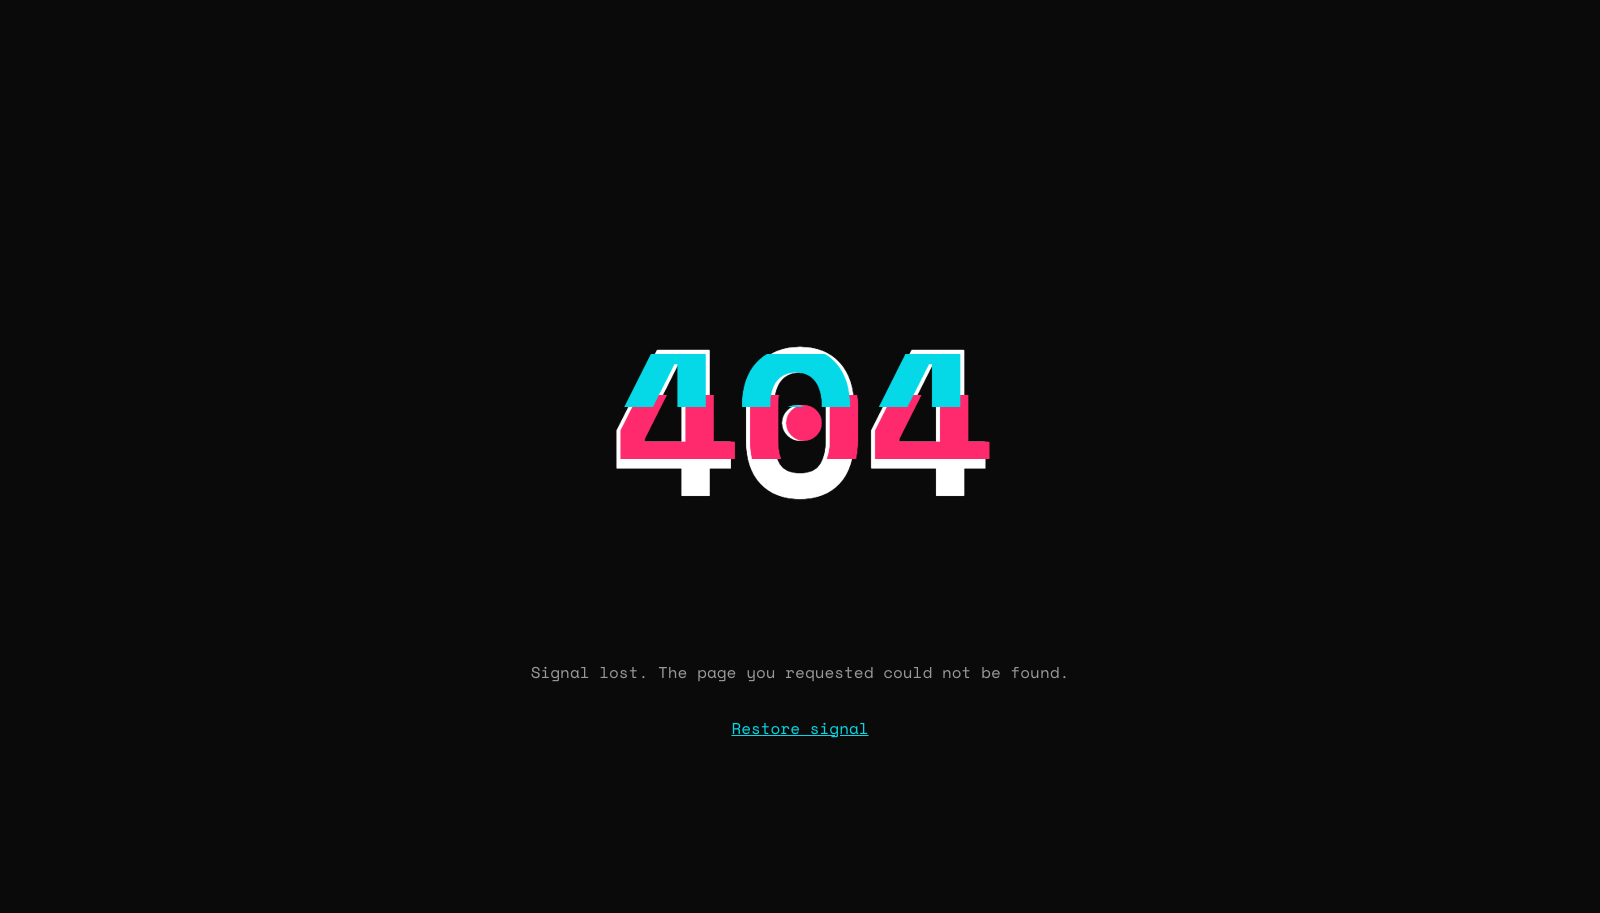 404
Signal lost. The page you requested could not be found.
Restore signal